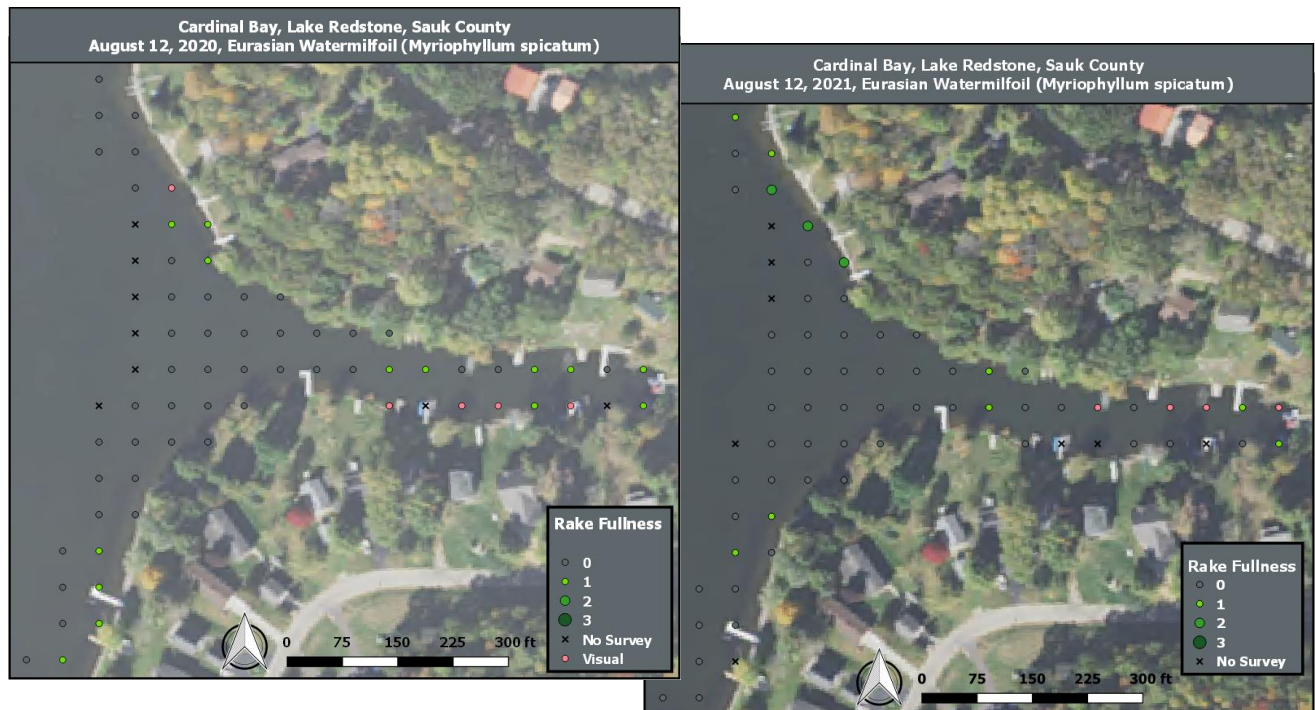 Cardinal Bay, Lake Redstone, Sauk County
August 12, 2020, Eurasian Watermilfoil (Myriophyllum spicatum)
Rake Fullness
0
1
2
3
No Survey
Visual
0 75 150 225 300 ft
Cardinal Bay, Lake Redstone, Sauk County
August 12, 2021, Eurasian Watermilfoil (Myriophyllum spicatum)
Rake Fullness
0
1
2
3
No Survey
0 75 150 225 300 ft